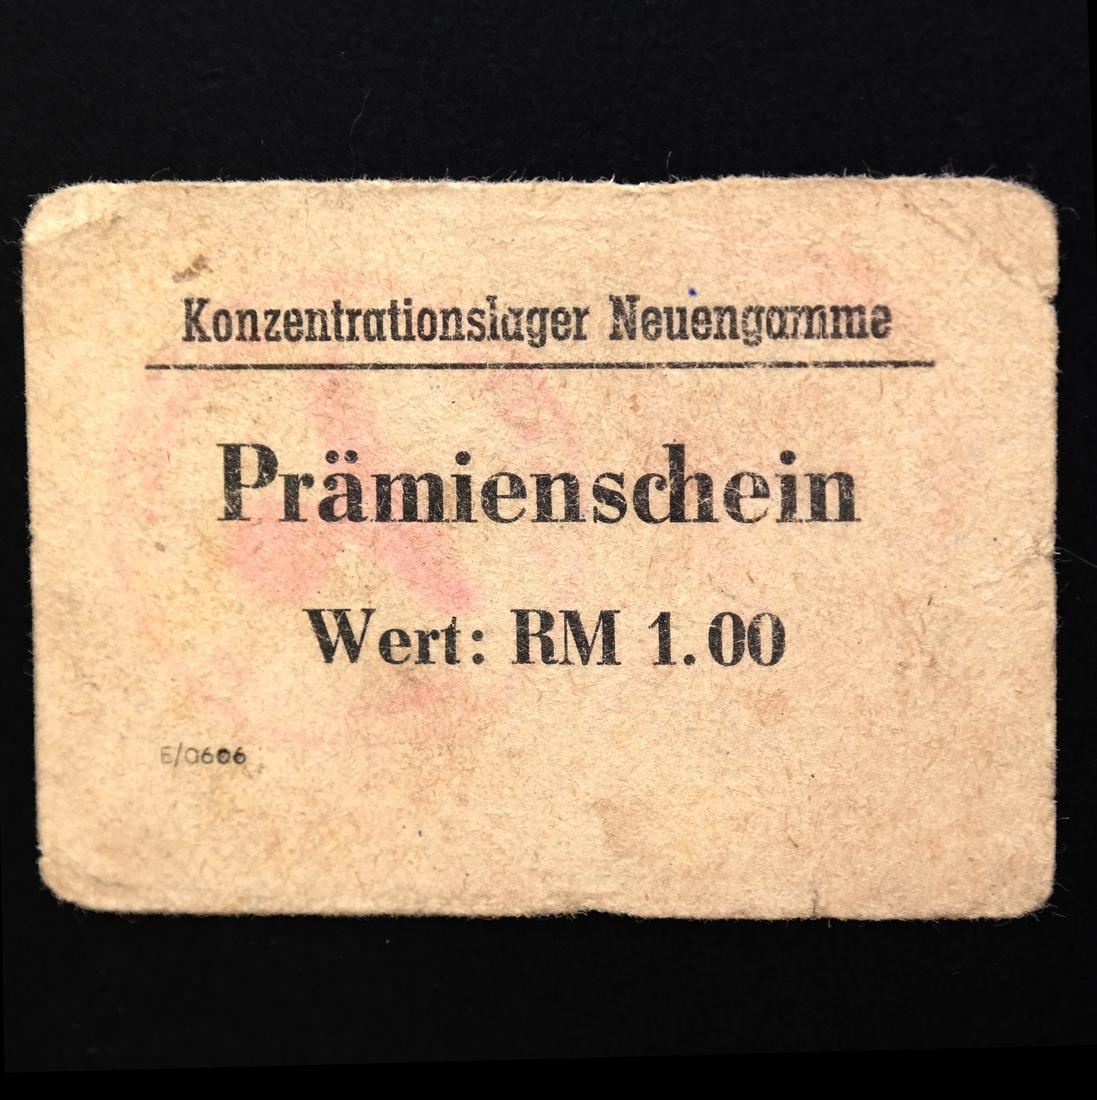 Konzentrationslager Neuengamme
Prämienschein
Wert: RM 1.00
E/0606